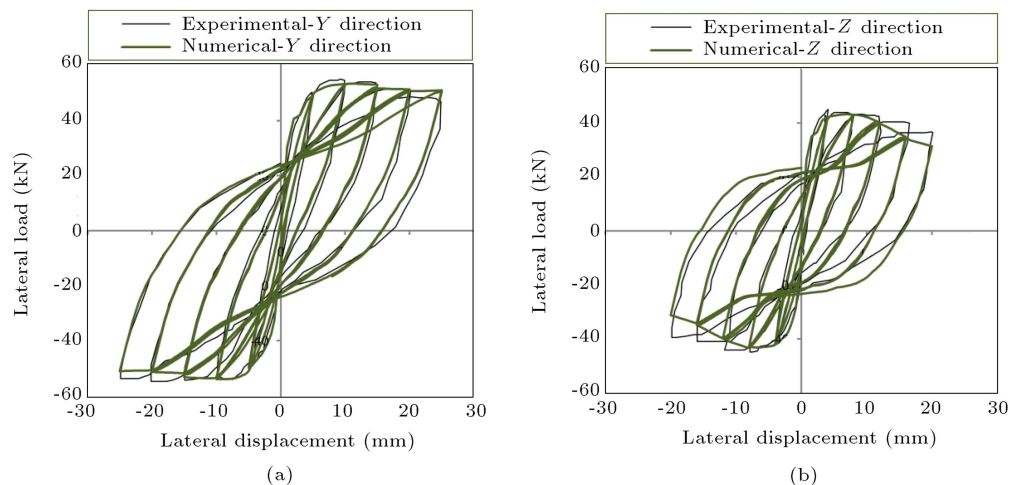 Experimental-Y direction
Numerical-Y direction
60
40
20
0
-20
-40
-60
-30
-20
-10
0
10
20
30
Lateral load (kN)
Lateral displacement (mm)
(a)
Experimental-Z direction
Numerical-Z direction
60
40
20
0
-20
-40
-60
-30
-20
-10
0
10
20
30
Lateral load (kN)
Lateral displacement (mm)
(b)